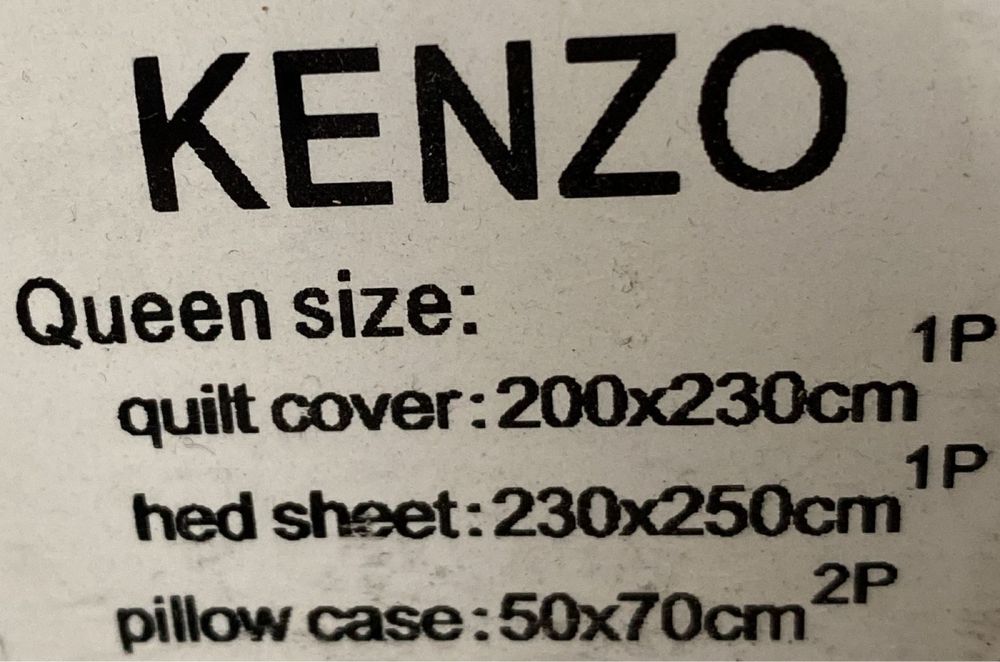 KENZO
Queen size:
quilt cover:200x230cm 1P
hed sheet:230x250cm 1P
pillow case:50x70cm 2P